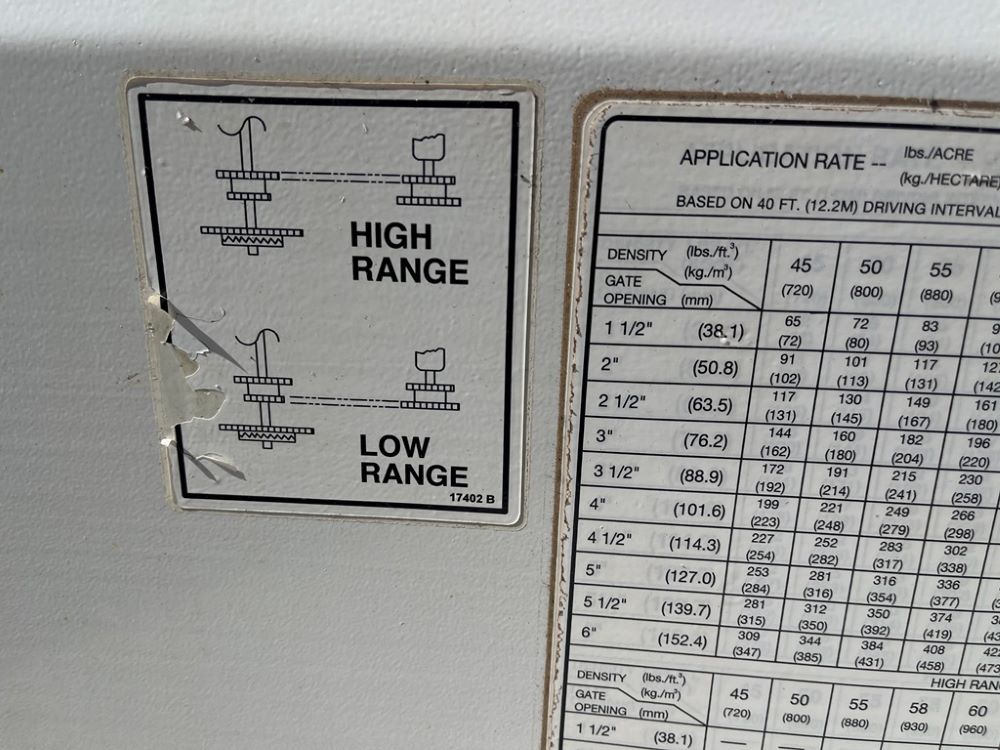 HIGH
RANGE
LOW
RANGE
17402 B
APPLICATION RATE -- lbs./ACRE
(kg./HECTARE)
BASED ON 40 FT. (12.2M) DRIVING
DENSITY (lbs./ft.³) 45 50 55
(kg./m³) (720) (800) (880)
GATE
OPENING (mm)
1 1/2" (38.1) 65 72 83
(72) (80) (93)
2" (50.8) 91 101 117
(102) (113) (131)
2 1/2" (63.5) 117 130 149 161
(131) (145) (167) (180)
3" (76.2) 144 160 182 196
(162) (180) (204) (220)
3 1/2" (88.9) 172 191 215 230
(192) (214) (241) (258)
4" (101.6) 199 221 249 266
(223) (248) (279) (298)
4 1/2" (114.3) 227 252 283 302
(254) (282) (317) (338)
5" (127.0) 253 281 316 336
(284) (316) (354) (377)
5 1/2" (139.7) 281 312 350 374
(315) (350) (392) (419)
6" (152.4) 309 344 384 408
(347) (385) (431) (458)
HIGH
DENSITY (lbs./ft.³) 45 50 55 58 60
(kg./m³) (720) (800) (880) (930) (960)
GATE
OPENING (mm)
1 1/2" (38.1) — —